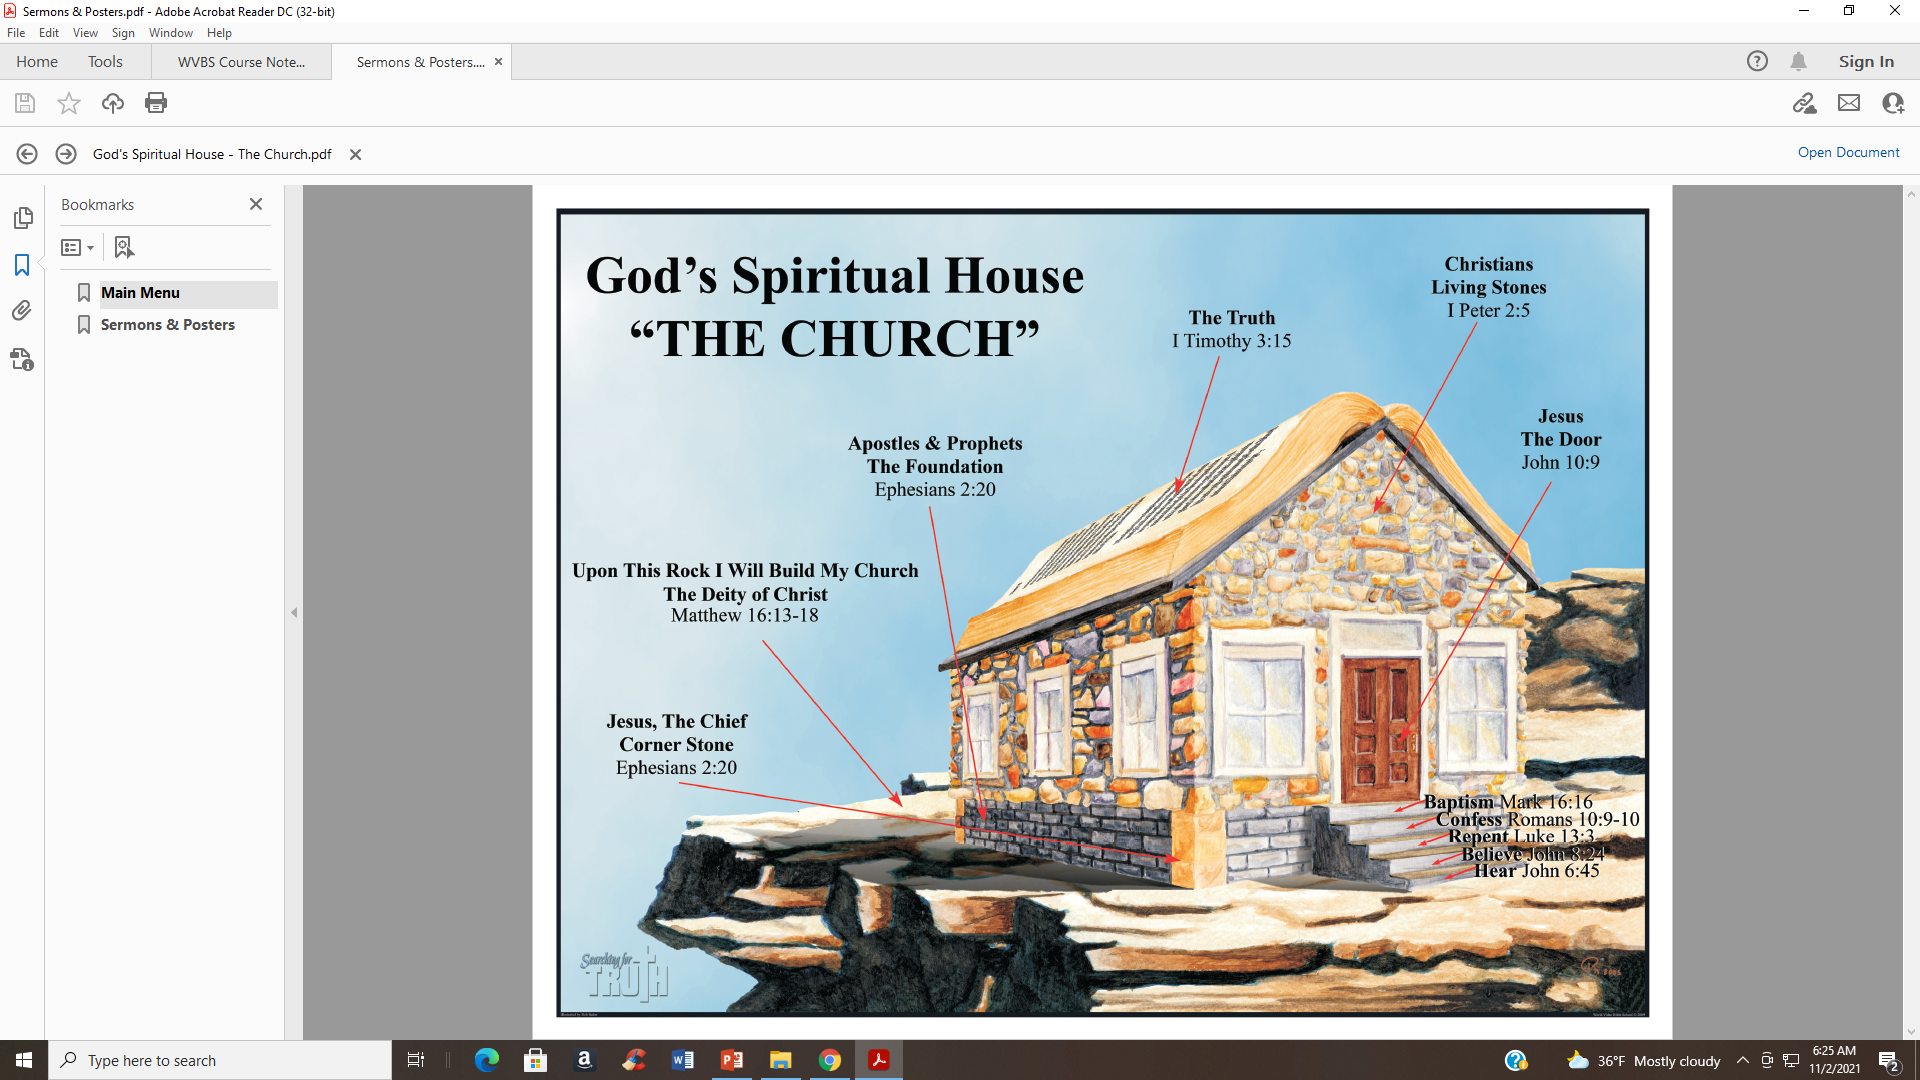 Sermons & Posters.pdf - Adobe Acrobat Reader DC (32-bit)
File Edit View Sign Window Help
Home Tools WVBS Course Note... Sermons & Posters.... Sign In
God's Spiritual House - The Church.pdf
Open Document
Bookmarks
Main Menu
Sermons & Posters
God's Spiritual House
"THE CHURCH"
Christians
Living Stones
I Peter 2:5
The Truth
I Timothy 3:15
Jesus
The Door
John 10:9
Apostles & Prophets
The Foundation
Ephesians 2:20
Upon This Rock I Will Build My Church
The Deity of Christ
Matthew 16:13-18
Jesus, The Chief
Corner Stone
Ephesians 2:20
Baptism Mark 16:16
Confess Romans 10:9-10
Repent Luke 13:3
Believe John 8:24
Hear John 6:45
Searching for
TRUTH
Type here to search
36°F Mostly cloudy
6:25 AM
11/2/2021
2